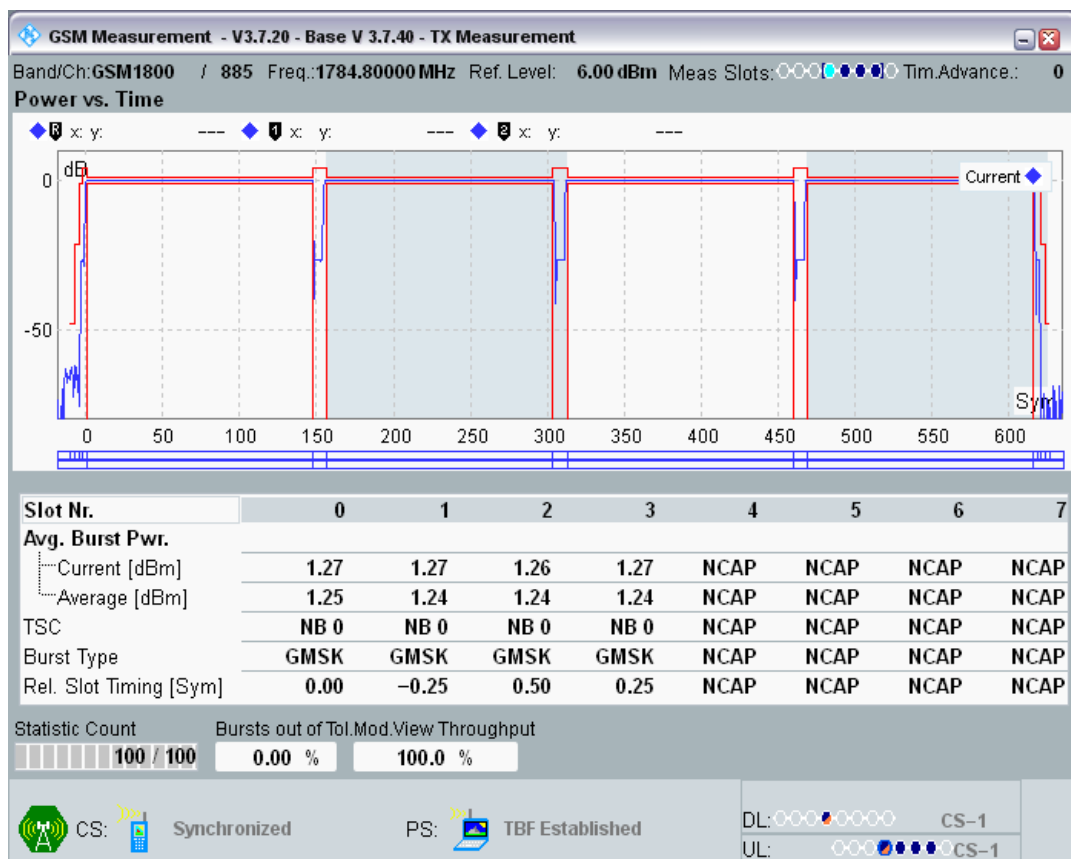 GSM Measurement - V3.7.20 - Base V 3.7.40 - TX Measurement
Band/Ch:GSM1800 / 885 Freq.:1784.80000 MHz Ref. Level: 6.00 dBm Meas Slots: Tim.Advance.: 0
Power vs. Time
R x: y: --- 1 x: y: --- 2 x: y: ---
dB
Current
0
-50
Sym
0 50 100 150 200 250 300 350 400 450 500 550 600
Slot Nr. 0 1 2 3 4 5 6 7
Avg. Burst Pwr.
Current [dBm] 1.27 1.27 1.26 1.27 NCAP NCAP NCAP NCAP
Average [dBm] 1.25 1.24 1.24 1.24 NCAP NCAP NCAP NCAP
TSC NB 0 NB 0 NB 0 NB 0 NCAP NCAP NCAP NCAP
Burst Type GMSK GMSK GMSK GMSK NCAP NCAP NCAP NCAP
Rel. Slot Timing [Sym] 0.00 −0.25 0.50 0.25 NCAP NCAP NCAP NCAP
Statistic Count Bursts out of Tol. Mod.View Throughput
100 / 100 0.00 % 100.0 %
CS: Synchronized PS: TBF Established DL: CS−1
UL: CS−1